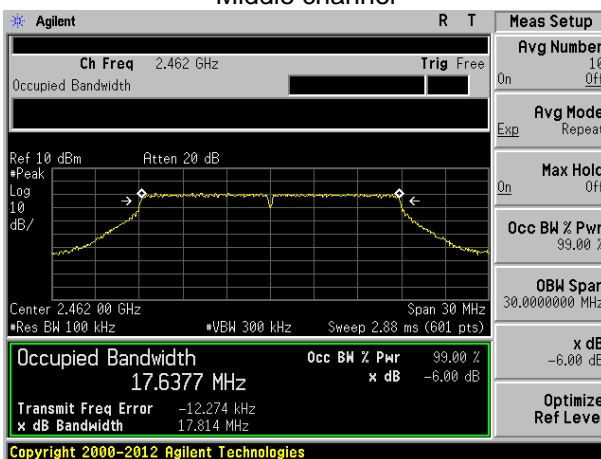 Middle channel
Agilent R T
Ch Freq 2.462 GHz Trig Free
Occupied Bandwidth
Ref 10 dBm Atten 20 dB
#Peak
Log
10
dB/
Center 2.462 00 GHz Span 30 MHz
#Res BW 100 kHz #VBW 300 kHz Sweep 2.88 ms (601 pts)
Occupied Bandwidth Occ BW % Pwr 99.00 %
17.6377 MHz x dB -6.00 dB
Transmit Freq Error -12.274 kHz
x dB Bandwidth 17.814 MHz
Copyright 2000-2012 Agilent Technologies
Meas Setup
Avg Number
10
On Off
Avg Mode
Exp Repeat
Max Hold
On Off
Occ BW % Pwr
99.00 %
OBW Span
30.0000000 MHz
x dB
-6.00 dB
Optimize
Ref Level